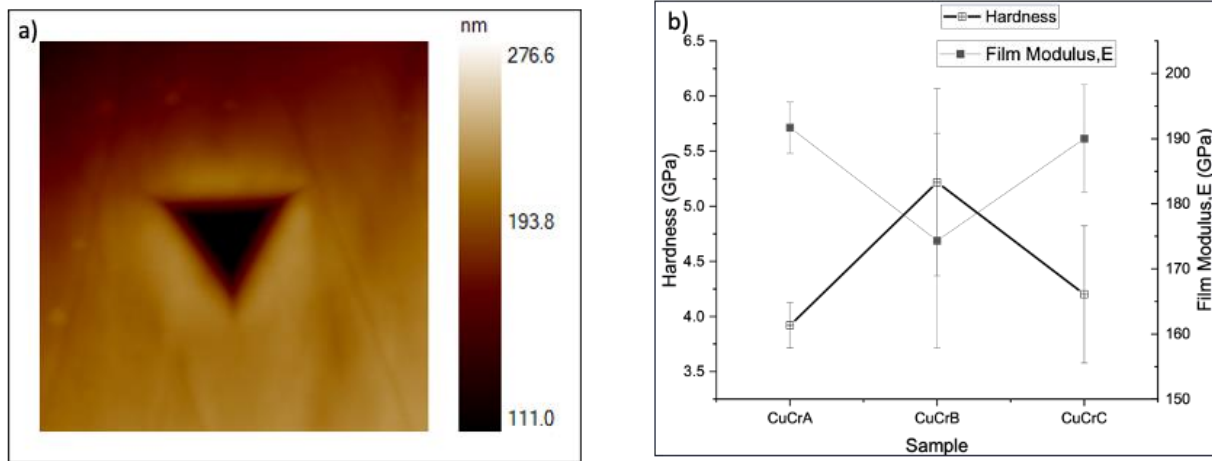 a)
nm
276.6
193.8
111.0
b)
Hardness
Film Modulus,E
6.5
6.0
5.5
5.0
4.5
4.0
3.5
Hardness (GPa)
200
190
180
170
160
150
Film Modulus,E (GPa)
CuCrA
CuCrB
CuCrC
Sample